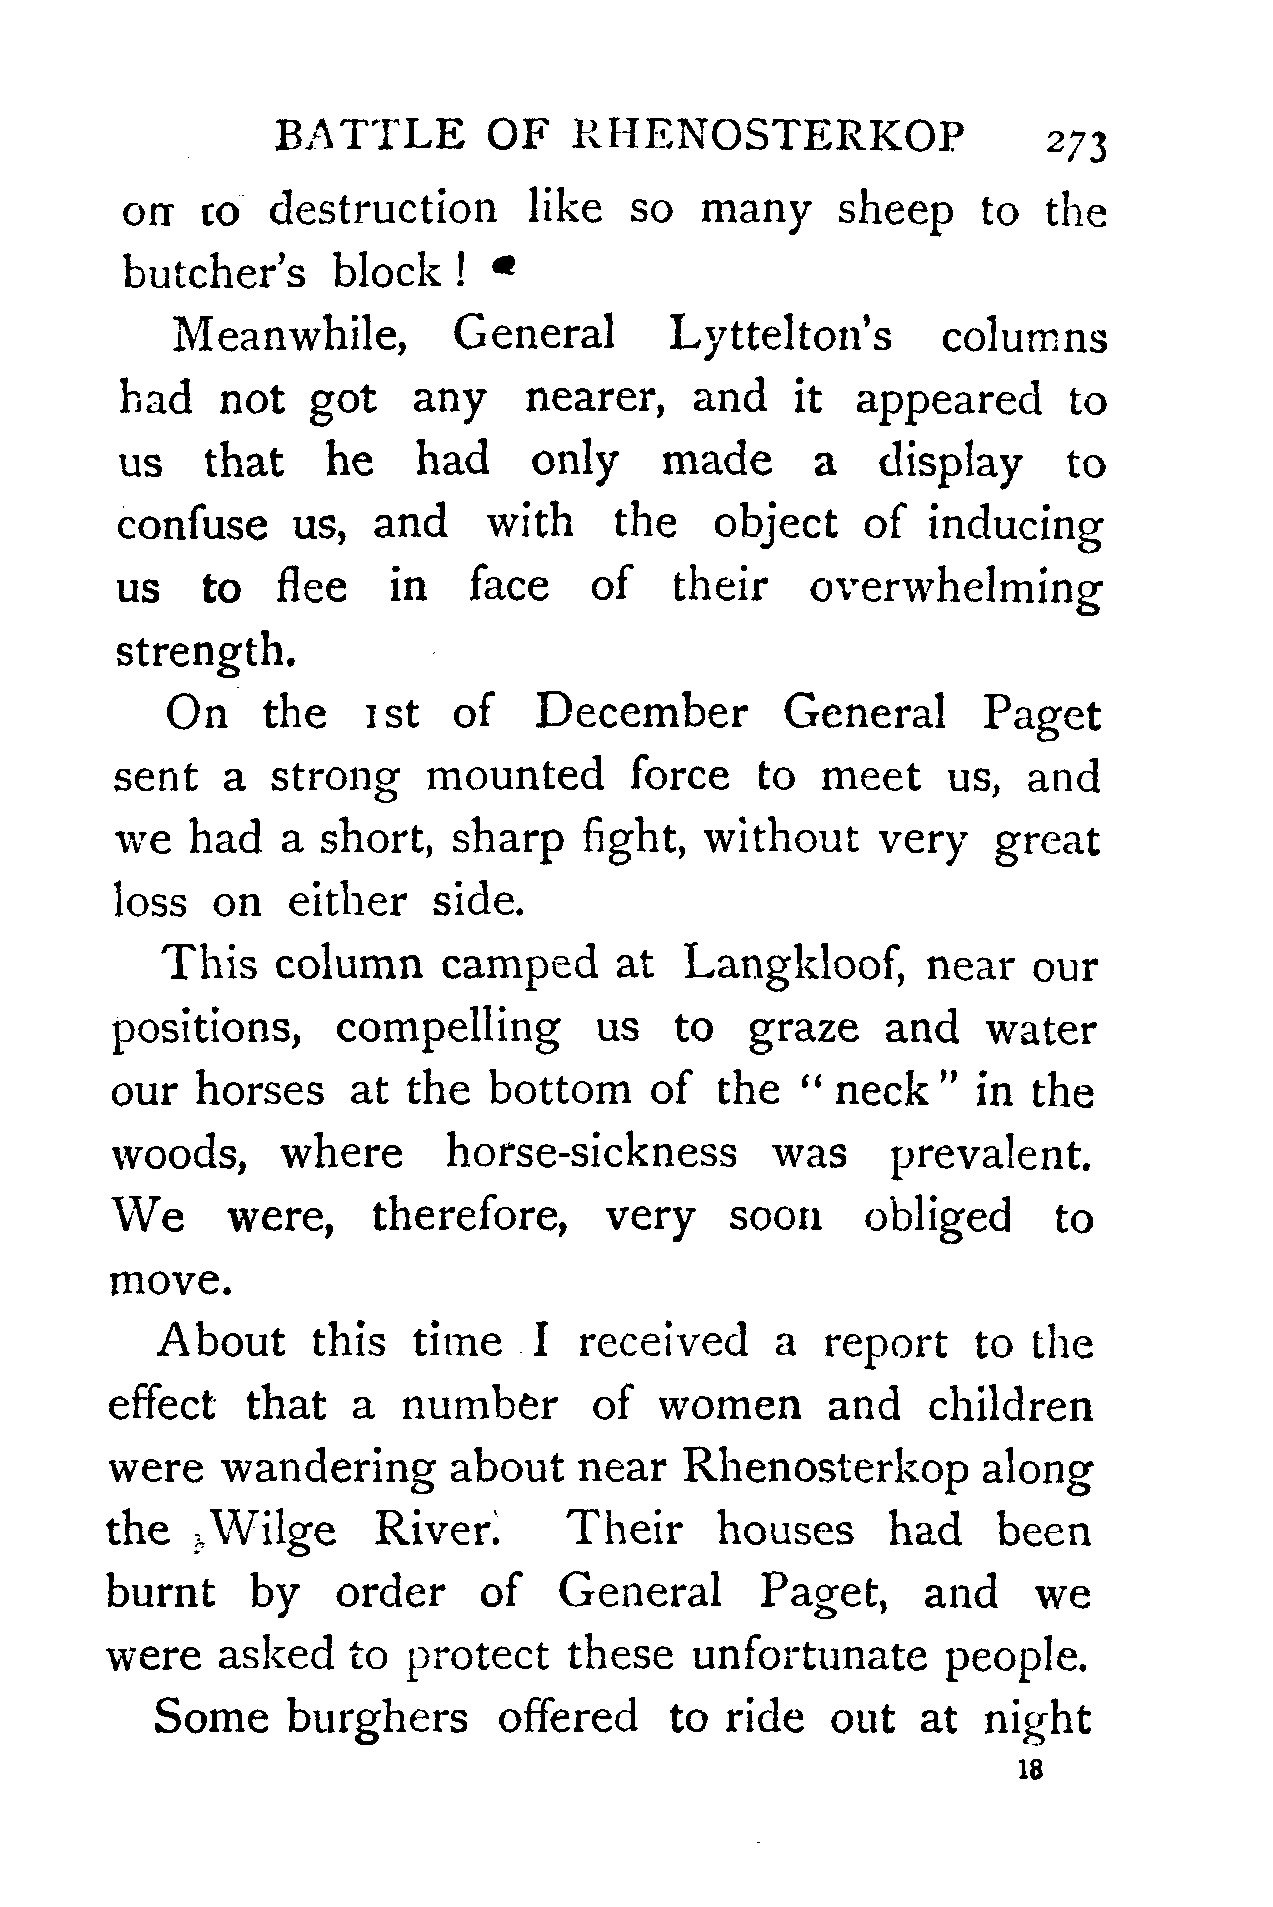 BATTLE OF RHENOSTERKOP 273
on to destruction like so many sheep to the
butcher's block !
Meanwhile, General Lyttelton's columns
had not got any nearer, and it appeared to
us that he had only made a display to
confuse us, and with the object of inducing
us to flee in face of their overwhelming
strength.
On the 1st of December General Paget
sent a strong mounted force to meet us, and
we had a short, sharp fight, without very great
loss on either side.
This column camped at Langkloof, near our
positions, compelling us to graze and water
our horses at the bottom of the “ neck ” in the
woods, where horse-sickness was prevalent.
We were, therefore, very soon obliged to
move.
About this time I received a report to the
effect that a number of women and children
were wandering about near Rhenosterkop along
the Wilge River. Their houses had been
burnt by order of General Paget, and we
were asked to protect these unfortunate people.
Some burghers offered to ride out at night
18